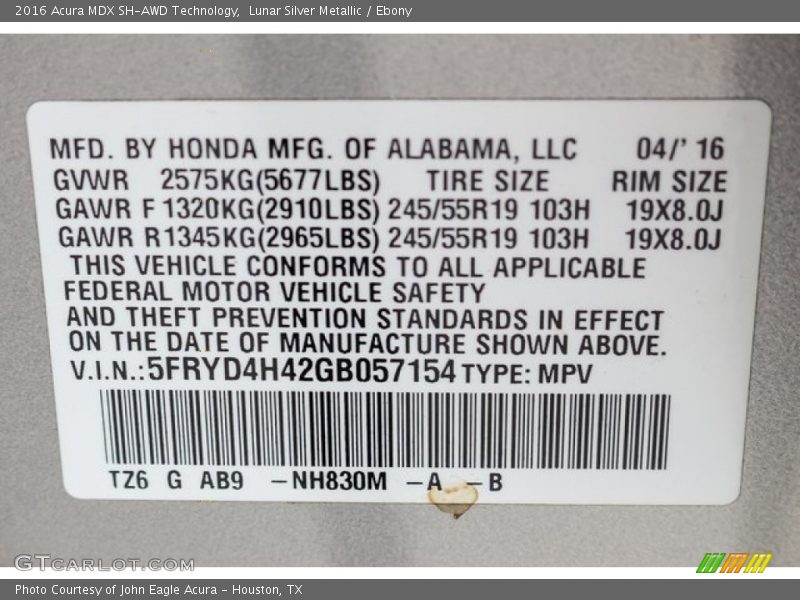 2016 Acura MDX SH-AWD Technology,  Lunar Silver Metallic / Ebony
MFD. BY HONDA MFG. OF ALABAMA, LLC 04/' 16
GVWR 2575KG(5677LBS) TIRE SIZE RIM SIZE
GAWR F 1320KG(2910LBS) 245/55R19 103H 19X8.0J
GAWR R 1345KG(2965LBS) 245/55R19 103H 19X8.0J
THIS VEHICLE CONFORMS TO ALL APPLICABLE
FEDERAL MOTOR VEHICLE SAFETY
AND THEFT PREVENTION STANDARDS IN EFFECT
ON THE DATE OF MANUFACTURE SHOWN ABOVE.
V.I.N.: 5FRYD4H42GB057154 TYPE: MPV
TZ6 G AB9 -NH830M -A -B
GTCARLOT.COM
Photo Courtesy of John Eagle Acura - Houston, TX